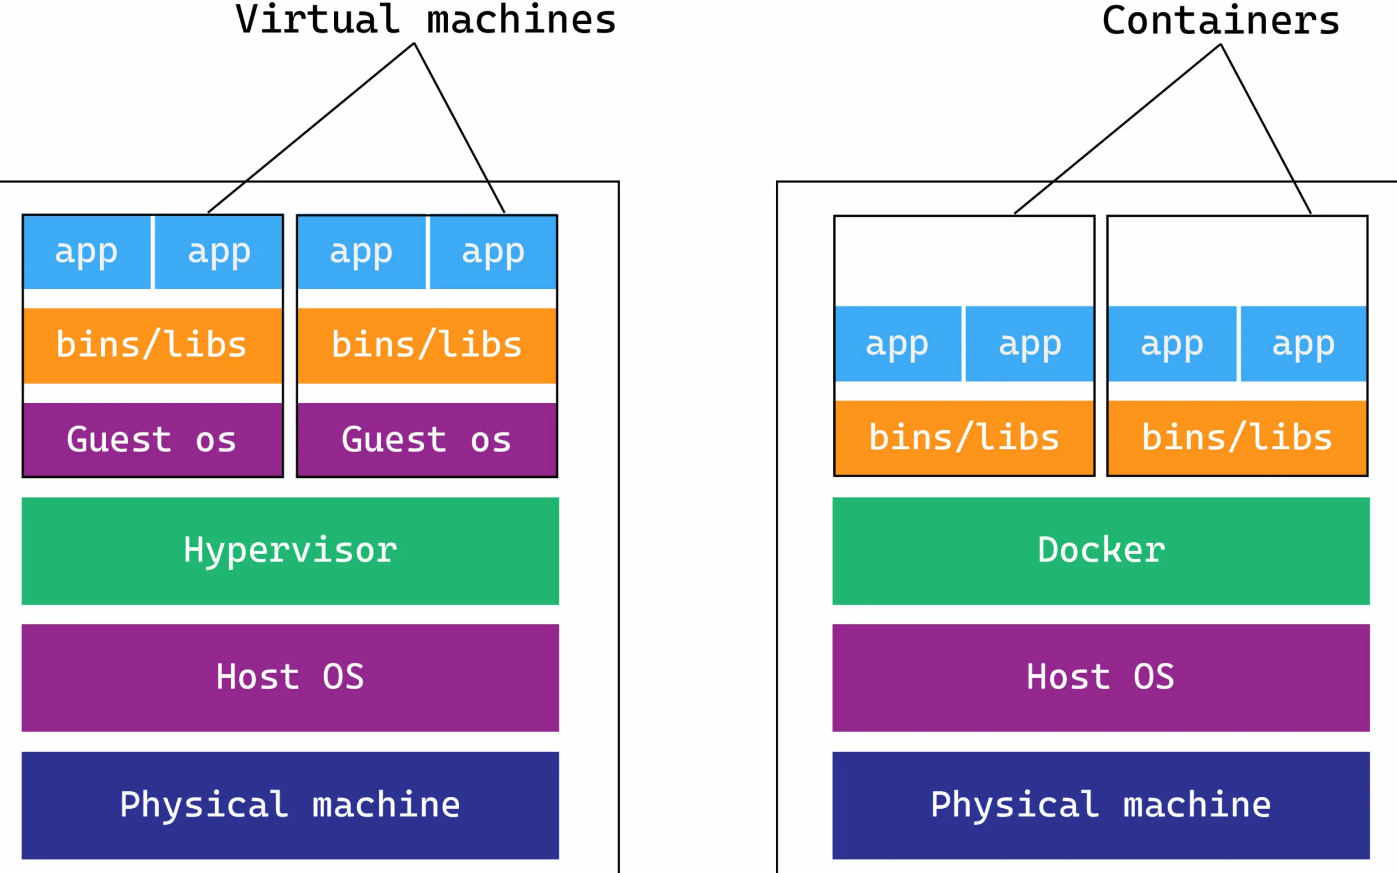 Virtual machines
app app app app
bins/libs bins/libs
Guest os Guest os
Hypervisor
Host OS
Physical machine
Containers
app app app app
bins/libs bins/libs
Docker
Host OS
Physical machine